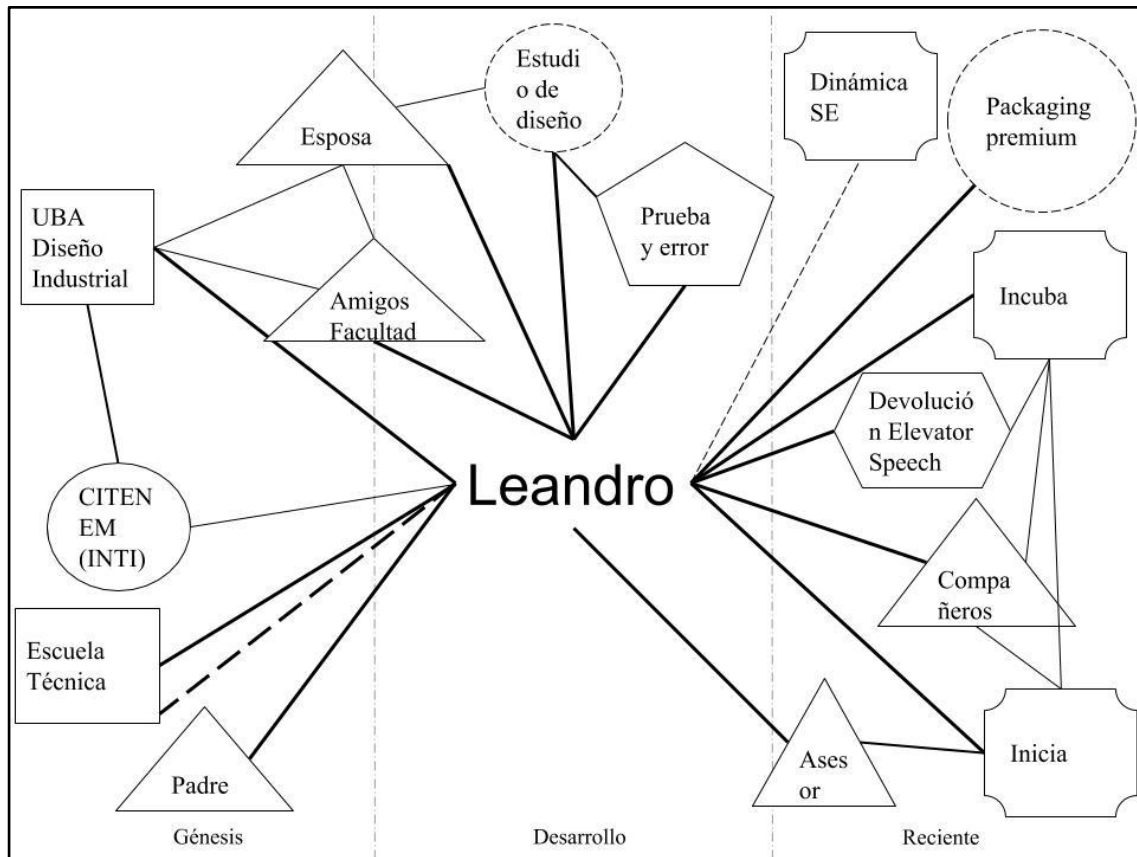 Esposa
Estudi
o de
diseño
Dinámica
SE
Packaging
premium
UBA
Diseño
Industrial
Amigos
Facultad
Prueba
y error
Incuba
Devolució
n Elevator
Speech
Leandro
CITEN
EM
(INTI)
Compa
ñeros
Escuela
Técnica
Padre
Ases
or
Inicia
Génesis
Desarrollo
Reciente